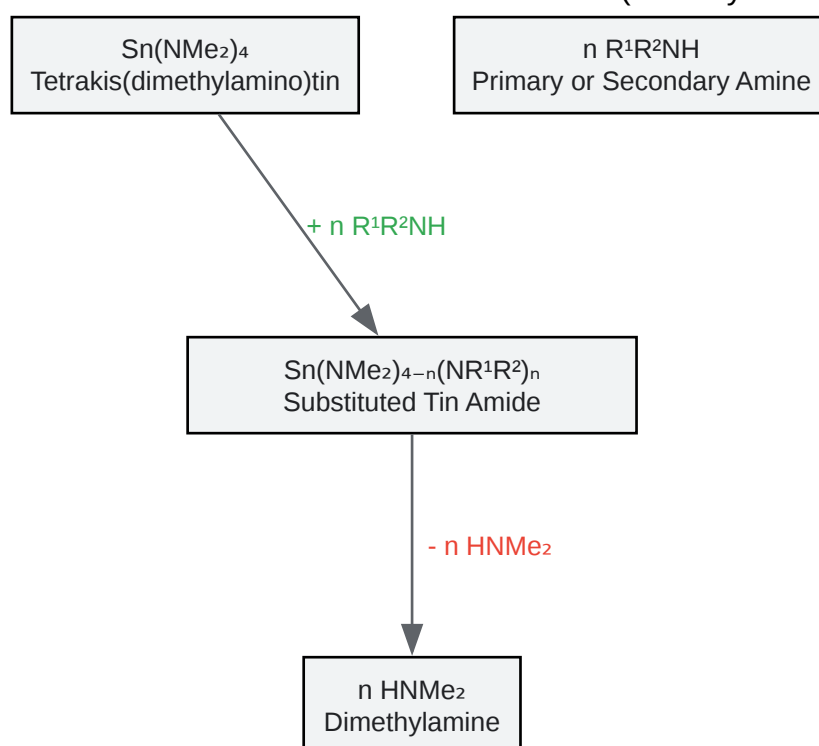 Sn(NMe₂)₄
Tetrakis(dimethylamino)tin
n R¹R²NH
Primary or Secondary Amine
+ n R¹R²NH
Sn(NMe₂)₄₋ₙ(NR¹R²)ₙ
Substituted Tin Amide
- n HNMe₂
n HNMe₂
Dimethylamine